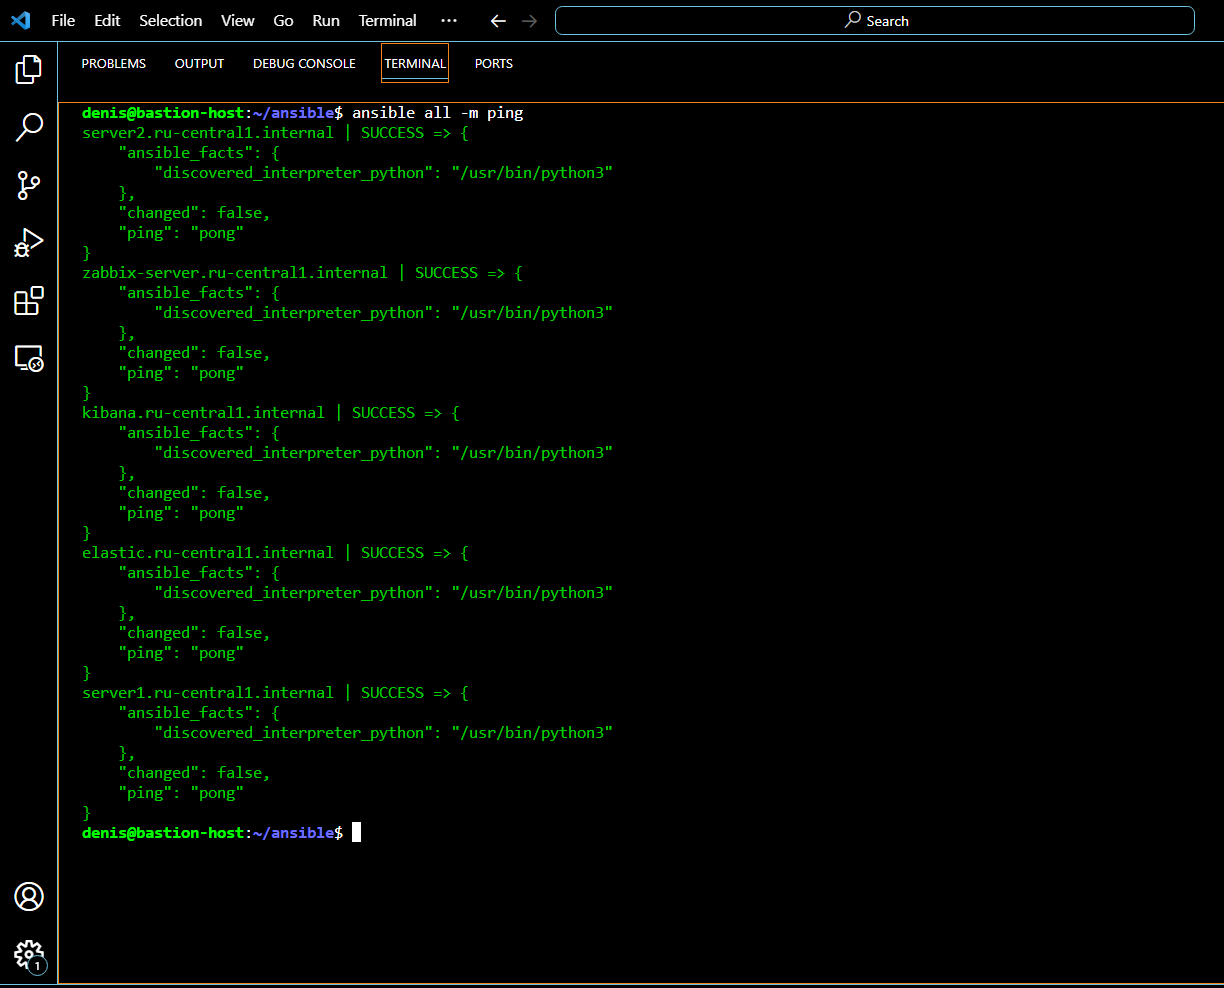 File Edit Selection View Go Run Terminal ··· Search
PROBLEMS OUTPUT DEBUG CONSOLE TERMINAL PORTS
denis@bastion-host:~/ansible$ ansible all -m ping
server2.ru-central1.internal | SUCCESS => {
    "ansible_facts": {
        "discovered_interpreter_python": "/usr/bin/python3"
    },
    "changed": false,
    "ping": "pong"
}
zabbix-server.ru-central1.internal | SUCCESS => {
    "ansible_facts": {
        "discovered_interpreter_python": "/usr/bin/python3"
    },
    "changed": false,
    "ping": "pong"
}
kibana.ru-central1.internal | SUCCESS => {
    "ansible_facts": {
        "discovered_interpreter_python": "/usr/bin/python3"
    },
    "changed": false,
    "ping": "pong"
}
elastic.ru-central1.internal | SUCCESS => {
    "ansible_facts": {
        "discovered_interpreter_python": "/usr/bin/python3"
    },
    "changed": false,
    "ping": "pong"
}
server1.ru-central1.internal | SUCCESS => {
    "ansible_facts": {
        "discovered_interpreter_python": "/usr/bin/python3"
    },
    "changed": false,
    "ping": "pong"
}
denis@bastion-host:~/ansible$
1